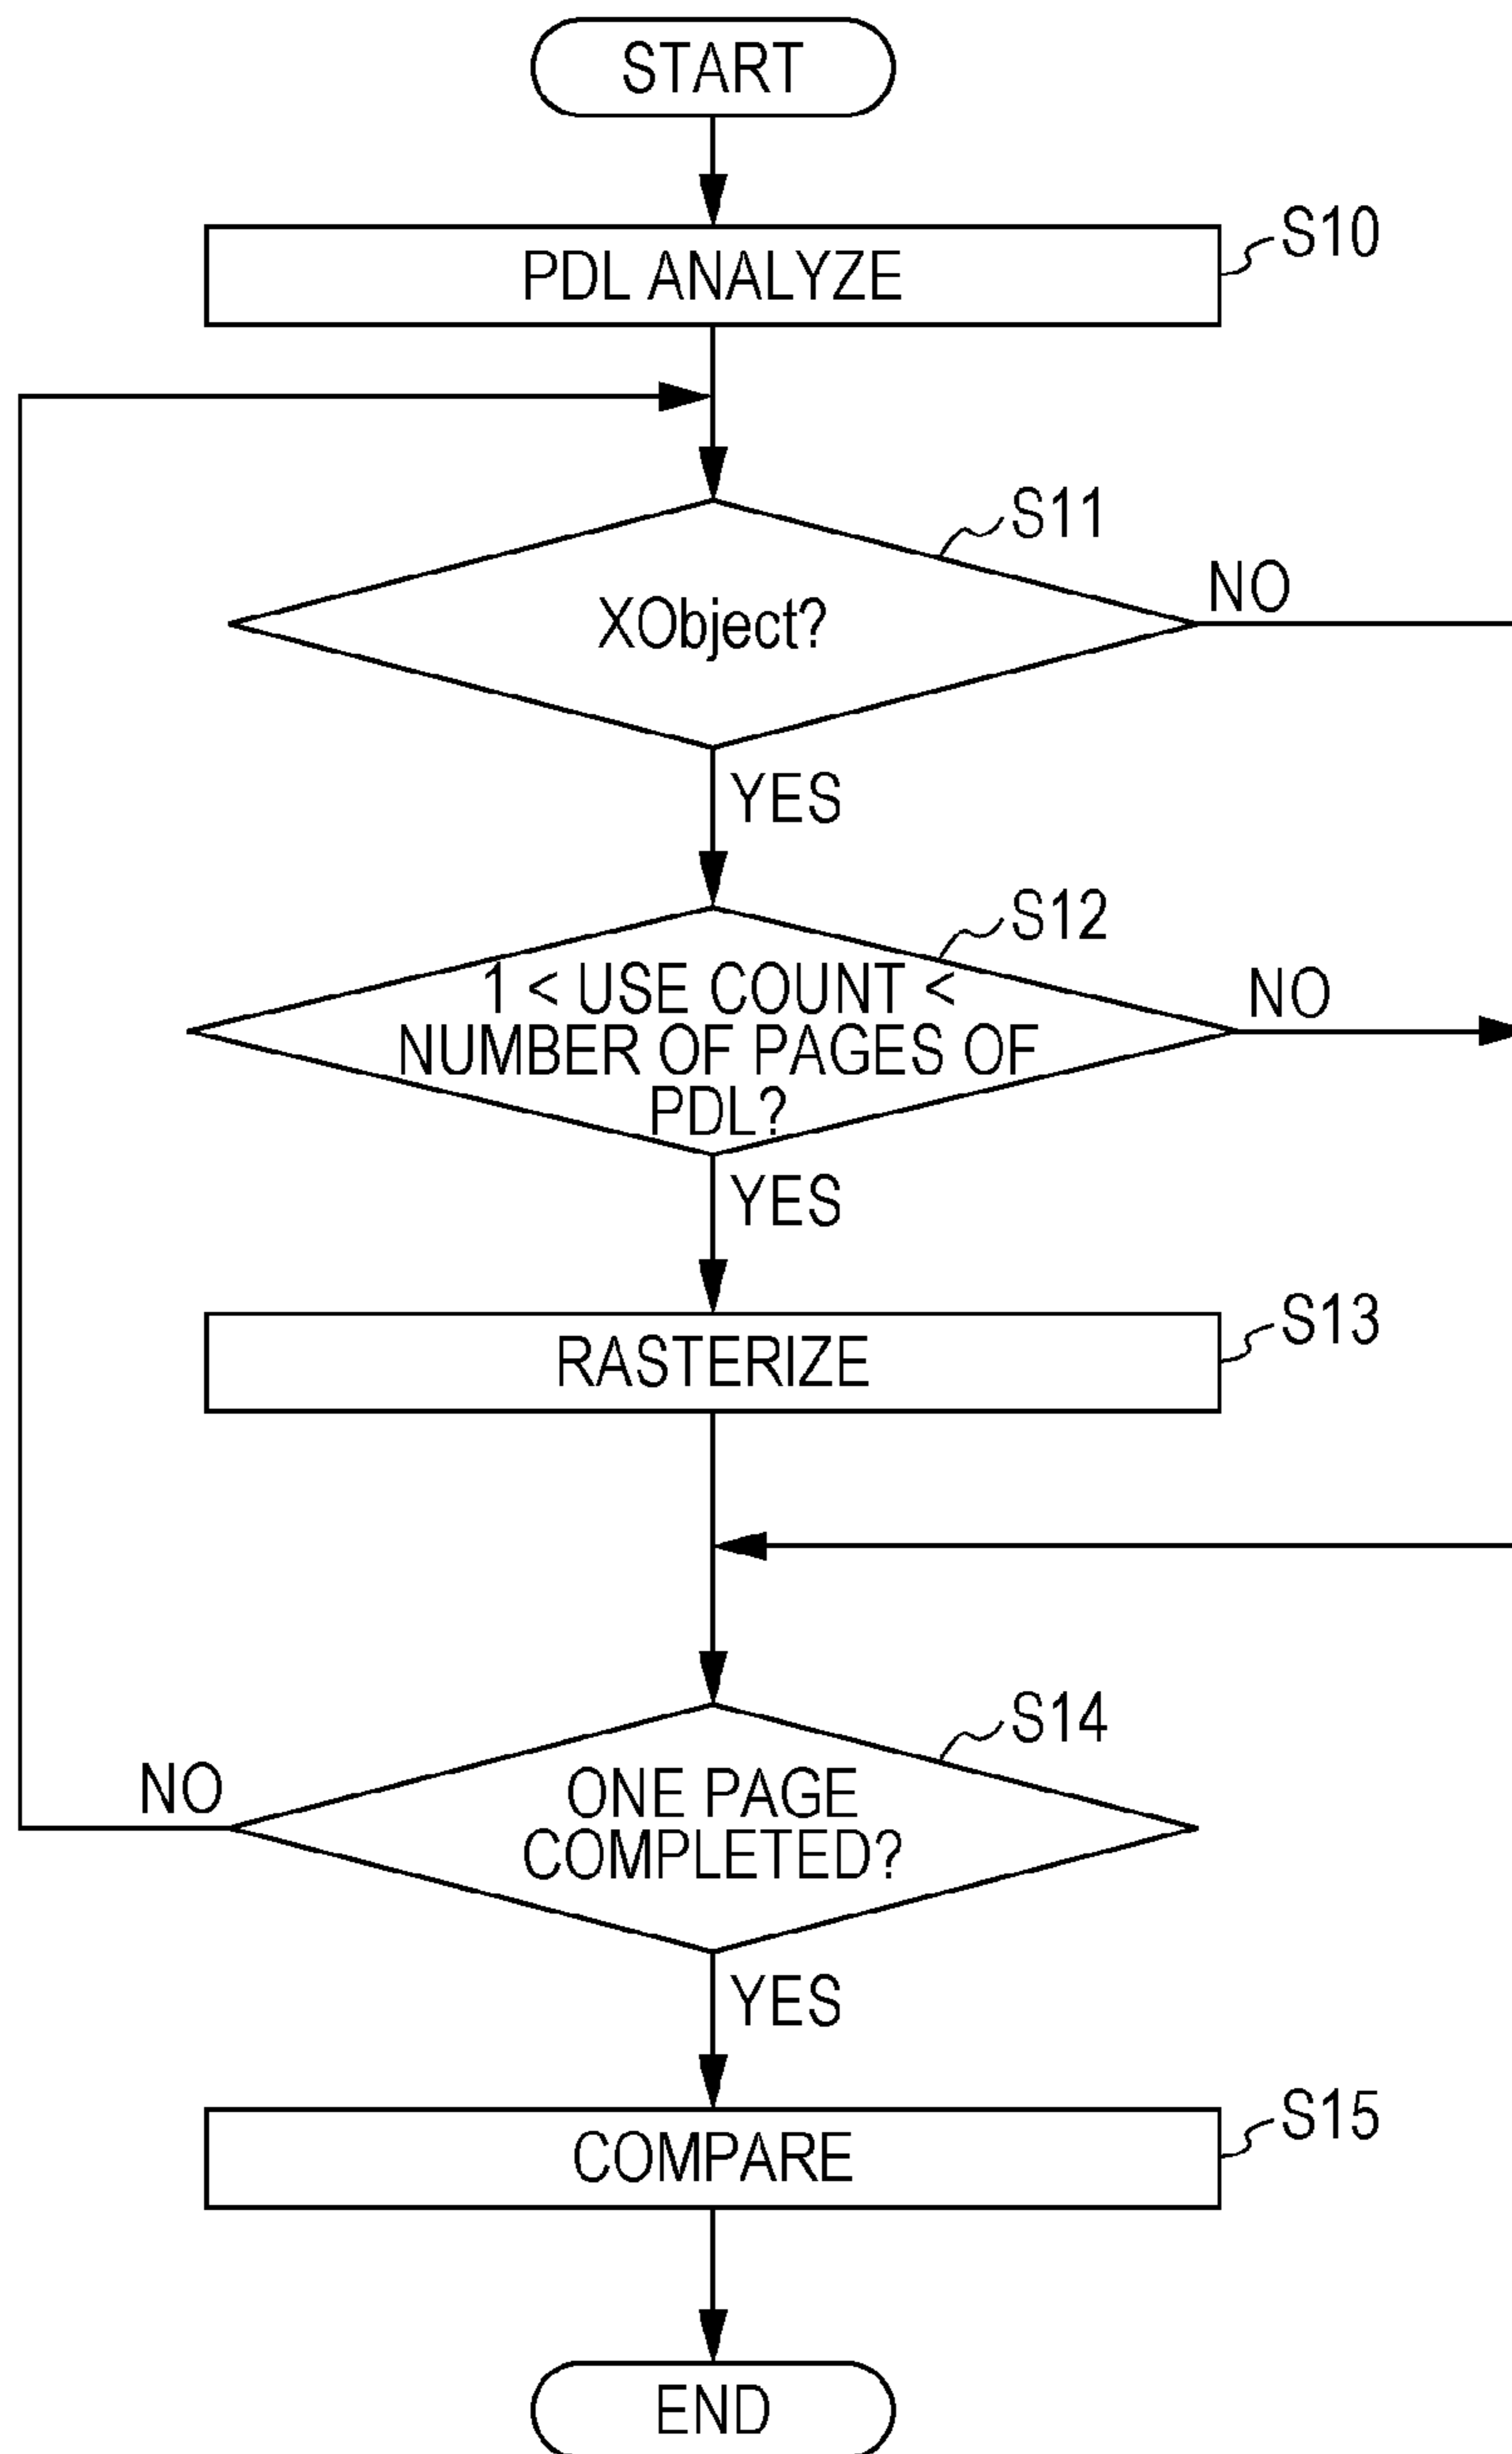 START
PDL ANALYZE
S10
XObject?
S11
NO
YES
1 < USE COUNT <
NUMBER OF PAGES OF
PDL?
S12
NO
YES
RASTERIZE
S13
ONE PAGE
COMPLETED?
S14
NO
YES
COMPARE
S15
END